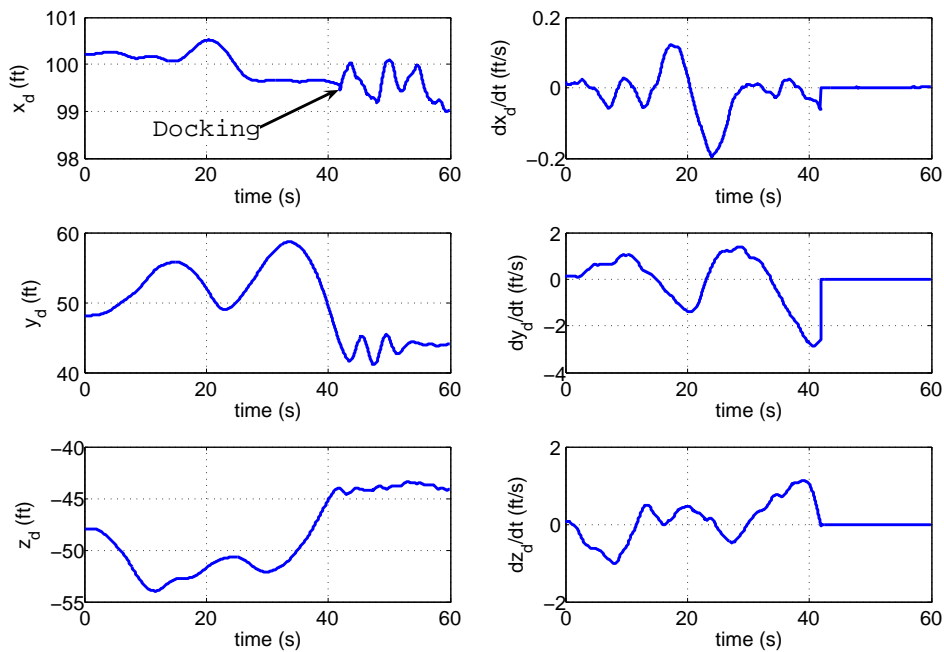 101
100
99
98
x_d (ft)
Docking
0 20 40 60
time (s)
0.2
0
−0.2
dx_d/dt (ft/s)
0 20 40 60
time (s)
60
50
40
y_d (ft)
0 20 40 60
time (s)
2
0
−2
−4
dy_d/dt (ft/s)
0 20 40 60
time (s)
−40
−45
−50
−55
z_d (ft)
0 20 40 60
time (s)
2
0
−2
dz_d/dt (ft/s)
0 20 40 60
time (s)